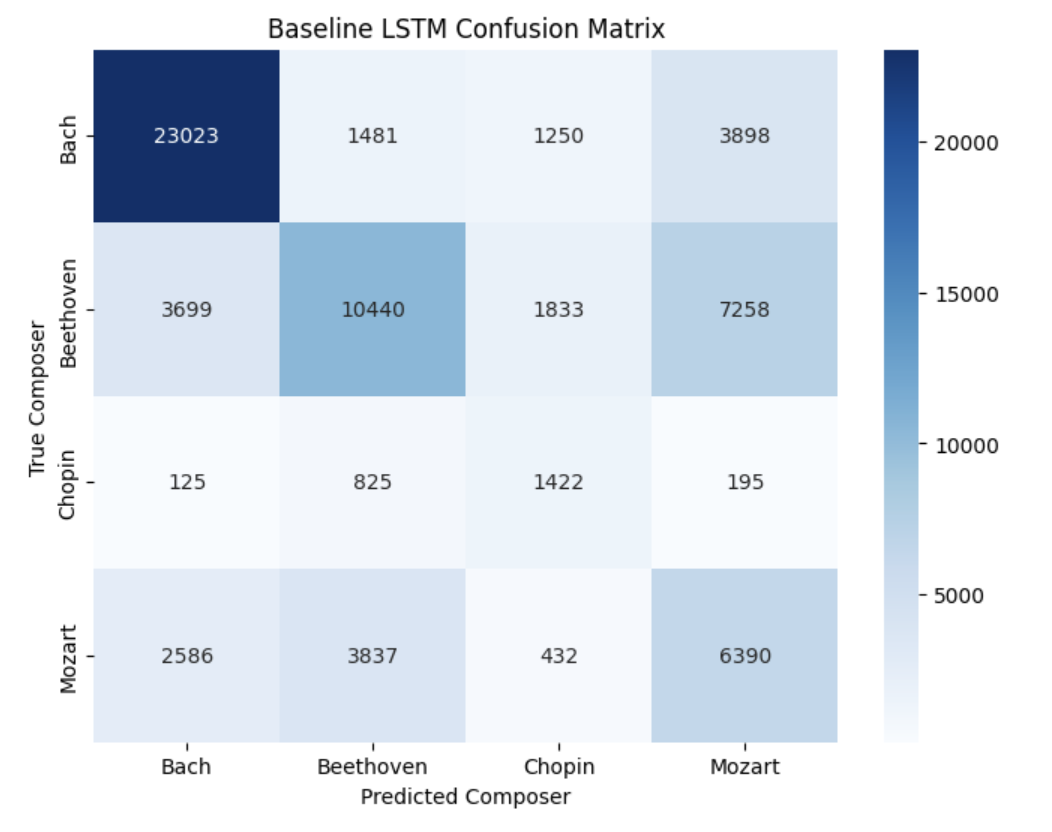 Baseline LSTM Confusion Matrix
True Composer
Bach
23023 1481 1250 3898
Beethoven
3699 10440 1833 7258
Chopin
125 825 1422 195
Mozart
2586 3837 432 6390
Bach Beethoven Chopin Mozart
Predicted Composer
20000
15000
10000
5000